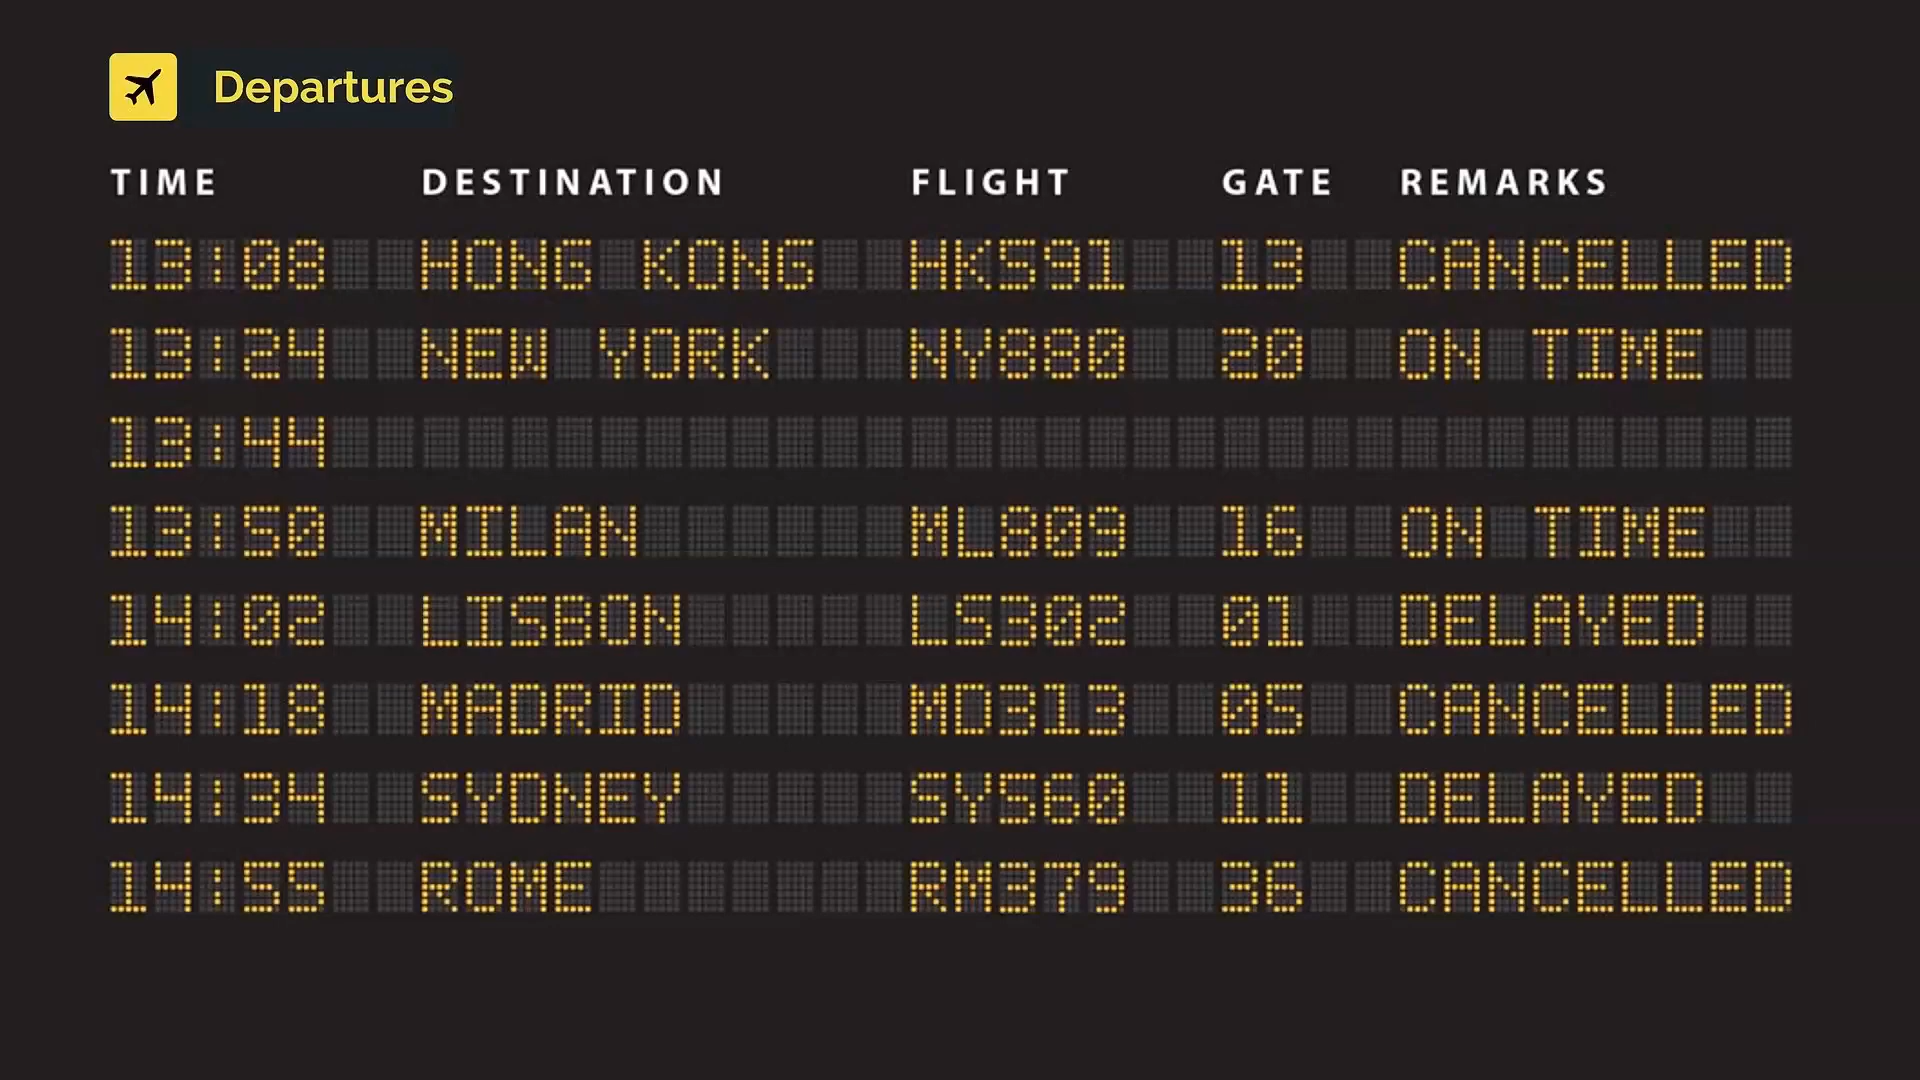 Departures
TIME DESTINATION FLIGHT GATE REMARKS
13:08 HONG KONG HK591 13 CANCELLED
13:24 NEW YORK NY880 20 ON TIME
13:44
13:50 MILAN ML809 16 ON TIME
14:02 LISBON LS302 01 DELAYED
14:18 MADRID MD313 05 CANCELLED
14:34 SYDNEY SY560 11 DELAYED
14:55 ROME RM379 36 CANCELLED